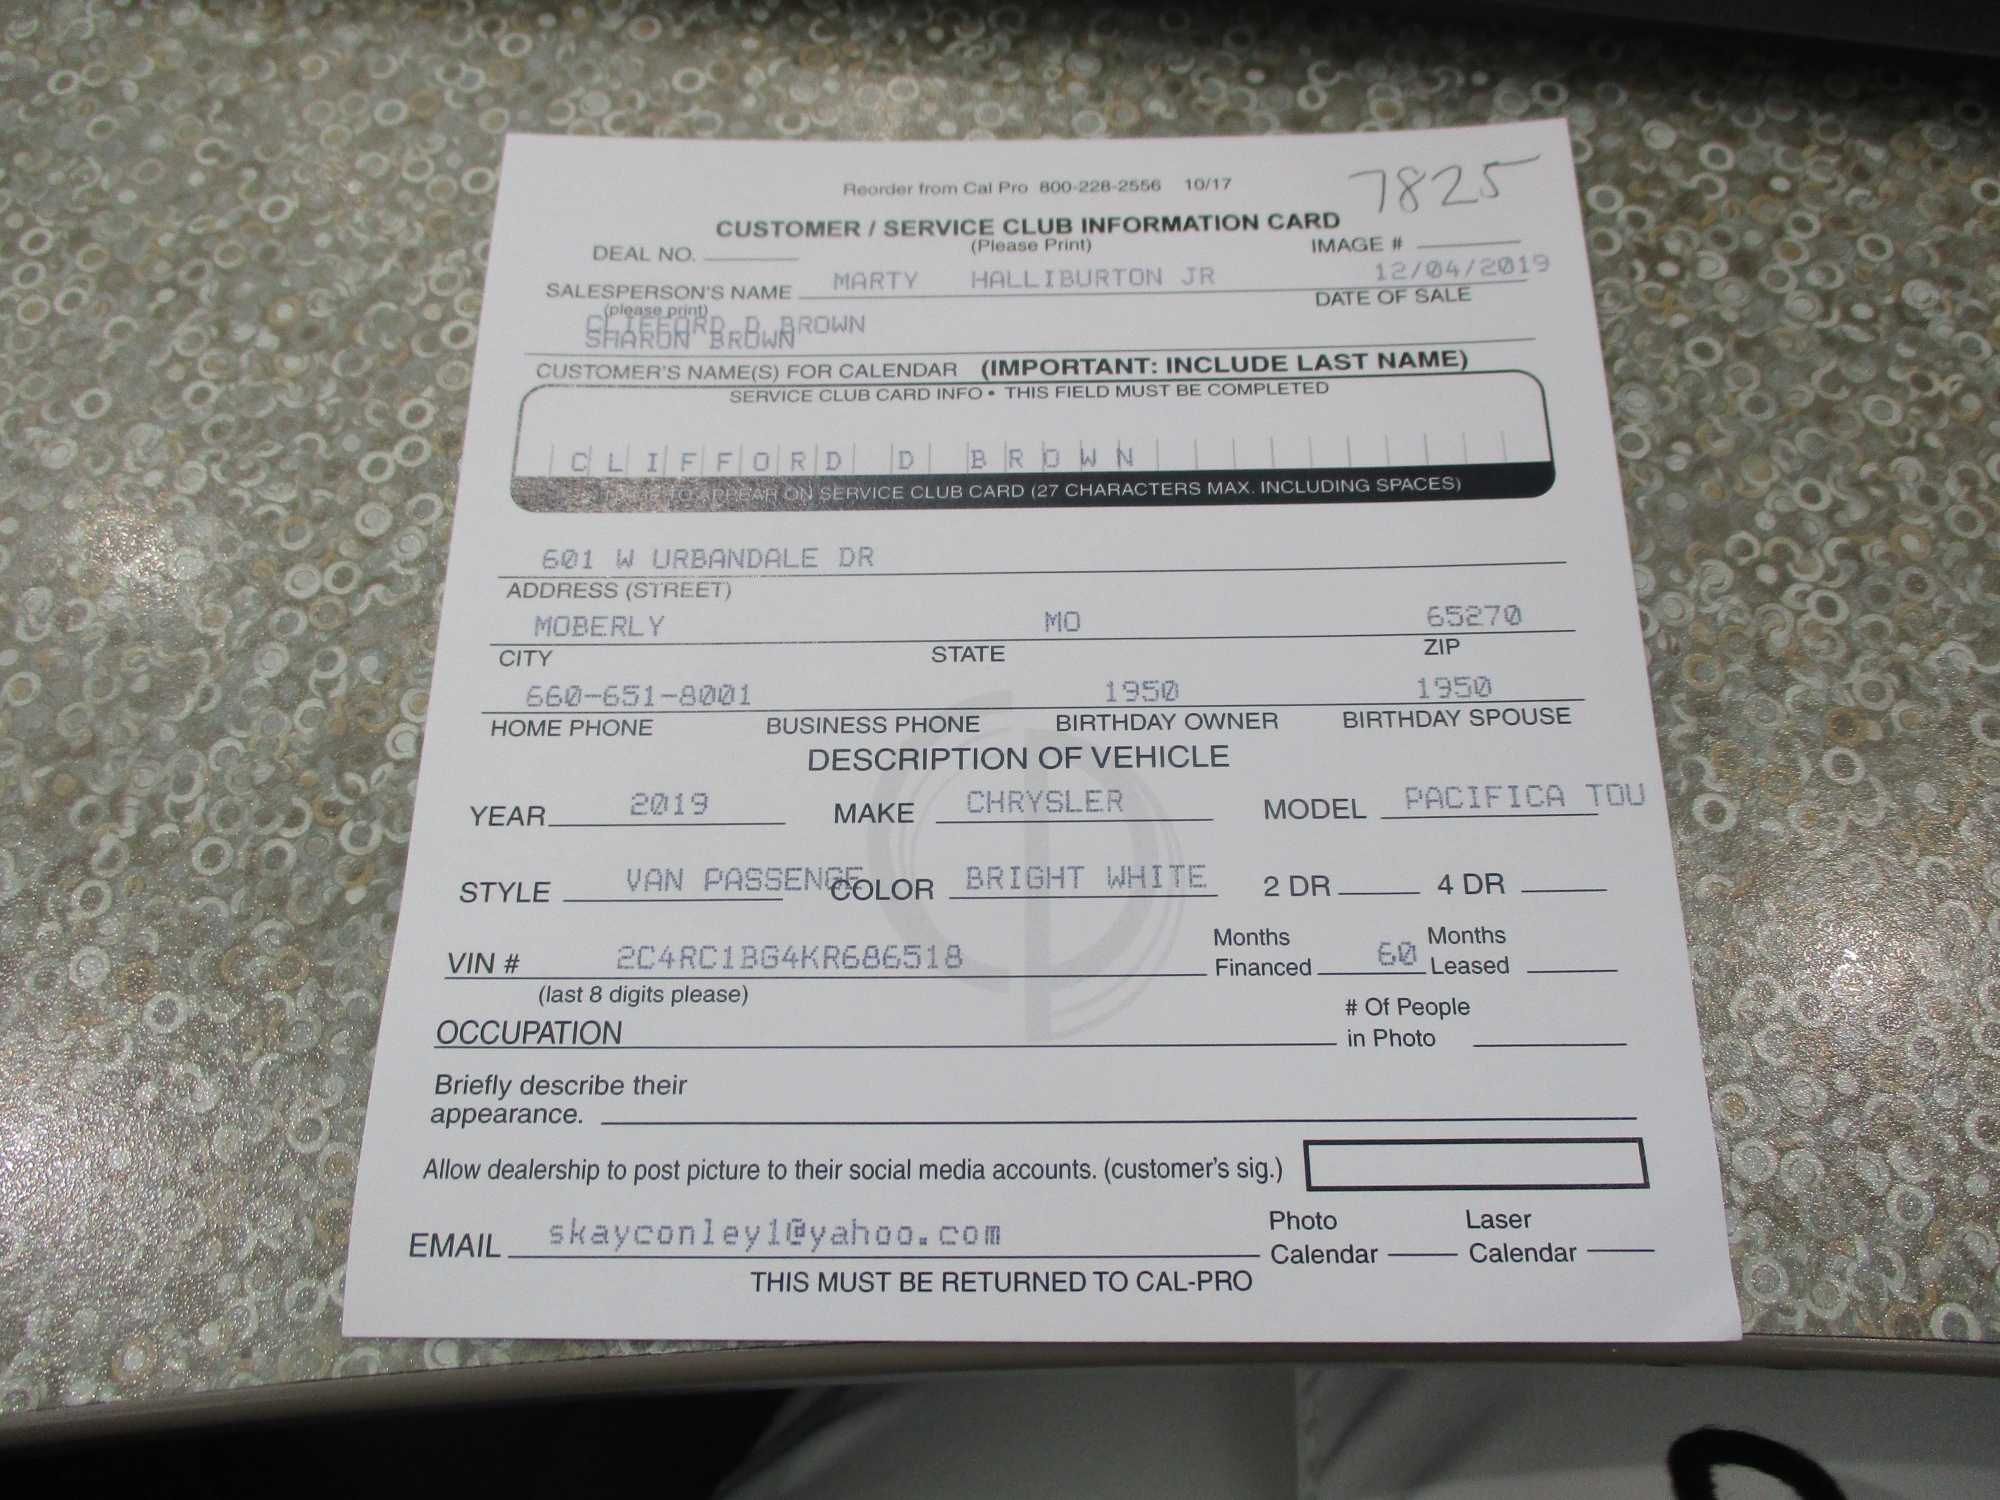 Reorder from Cal Pro 800-228-2556 10/17
7825
CUSTOMER / SERVICE CLUB INFORMATION CARD
DEAL NO. (Please Print) IMAGE #
MARTY HALLIBURTON JR 12/04/2019
SALESPERSON'S NAME DATE OF SALE
(please print)
CLIFFORD D BROWN
SHARON BROWN
CUSTOMER'S NAME(S) FOR CALENDAR (IMPORTANT: INCLUDE LAST NAME)
SERVICE CLUB CARD INFO • THIS FIELD MUST BE COMPLETED
CLIFFORD D BROWN
NAME TO APPEAR ON SERVICE CLUB CARD (27 CHARACTERS MAX. INCLUDING SPACES)
601 W URBANDALE DR
ADDRESS (STREET)
MOBERLY MO 65270
CITY STATE ZIP
660-651-8001 1950 1950
HOME PHONE BUSINESS PHONE BIRTHDAY OWNER BIRTHDAY SPOUSE
DESCRIPTION OF VEHICLE
YEAR 2019 MAKE CHRYSLER MODEL PACIFICA TOU
STYLE VAN PASSENGE COLOR BRIGHT WHITE 2 DR 4 DR
VIN # 2C4RC1BG4KR686518 Months Financed 60 Months Leased
(last 8 digits please)
OCCUPATION # Of People in Photo
Briefly describe their
appearance.
Allow dealership to post picture to their social media accounts. (customer's sig.)
EMAIL skayconley1@yahoo.com Photo Calendar Laser Calendar
THIS MUST BE RETURNED TO CAL-PRO